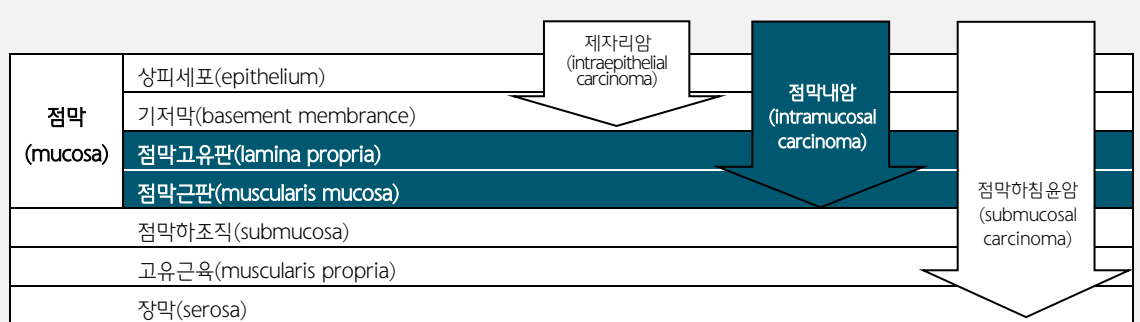 제자리암
(intraepithelial
carcinoma)
점막
(mucosa)
상피세포(epithelium)
기저막(basement membrance)
점막고유판(lamina propria)
점막근판(muscularis mucosa)
점막내암
(intramucosal
carcinoma)
점막하조직(submucosa)
고유근육(muscularis propria)
장막(serosa)
점막하침윤암
(submucosal
carcinoma)